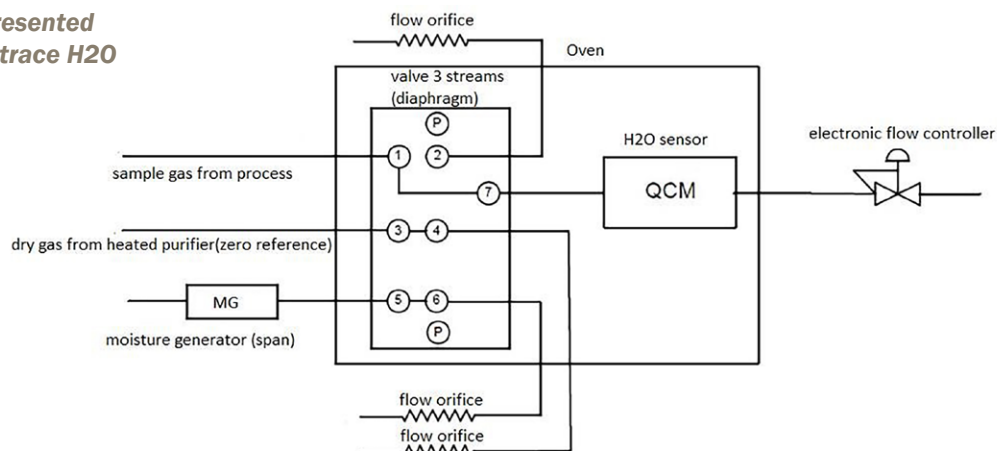 resented
trace H2O
flow orifice
Oven
valve 3 streams
(diaphragm)
P
1
2
H2O sensor
electronic flow controller
sample gas from process
7
QCM
3
4
dry gas from heated purifier(zero reference)
MG
5
6
moisture generator (span)
P
flow orifice
flow orifice